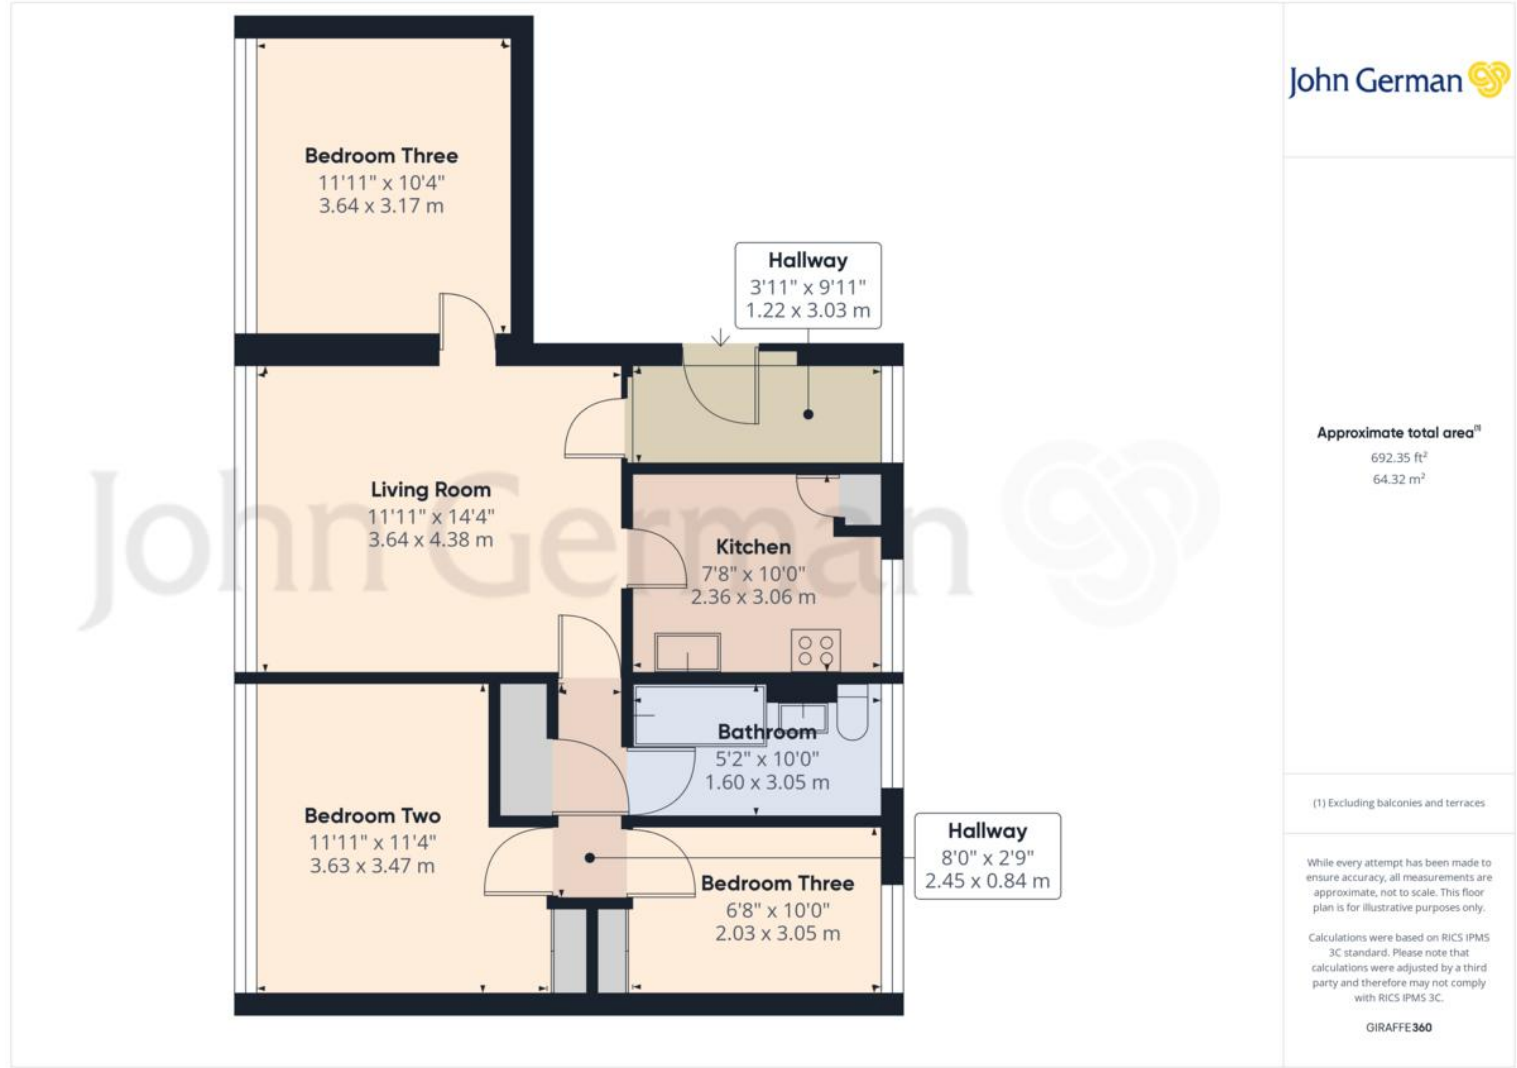 Bedroom Three
11'11" x 10'4"
3.64 x 3.17 m
Hallway
3'11" x 9'11"
1.22 x 3.03 m
Living Room
11'11" x 14'4"
3.64 x 4.38 m
Kitchen
7'8" x 10'0"
2.36 x 3.06 m
Bathroom
5'2" x 10'0"
1.60 x 3.05 m
Bedroom Two
11'11" x 11'4"
3.63 x 3.47 m
Hallway
8'0" x 2'9"
2.45 x 0.84 m
Bedroom Three
6'8" x 10'0"
2.03 x 3.05 m
John German
John German
Approximate total area⁽¹⁾
692.35 ft²
64.32 m²
(1) Excluding balconies and terraces
While every attempt has been made to
ensure accuracy, all measurements are
approximate, not to scale. This floor
plan is for illustrative purposes only.
Calculations were based on RICS IPMS
3C standard. Please note that
calculations were adjusted by a third
party and therefore may not comply
with RICS IPMS 3C.
GIRAFFE360